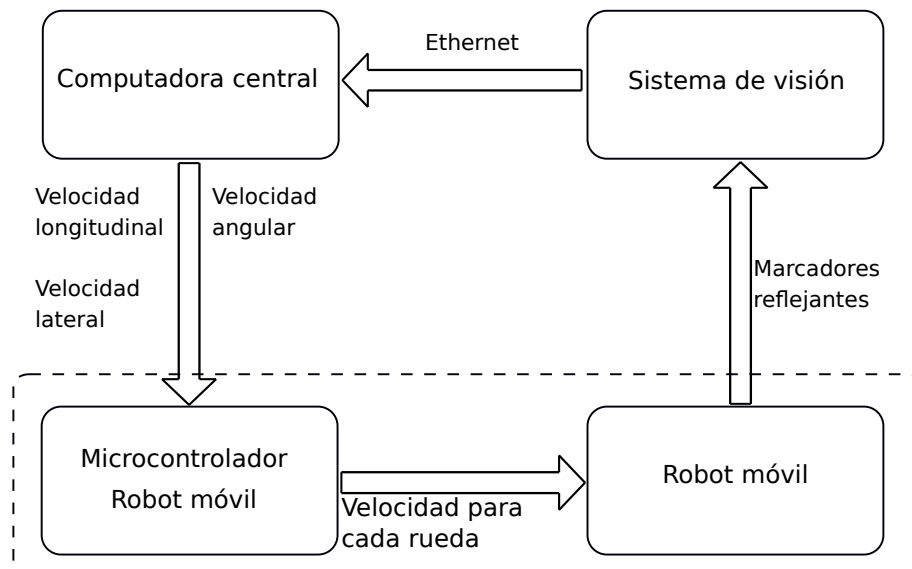 Ethernet
Computadora central
Sistema de visión
Velocidad
longitudinal
Velocidad
angular
Velocidad
lateral
Marcadores
reflejantes
Microcontrolador
Robot móvil
Robot móvil
Velocidad para
cada rueda